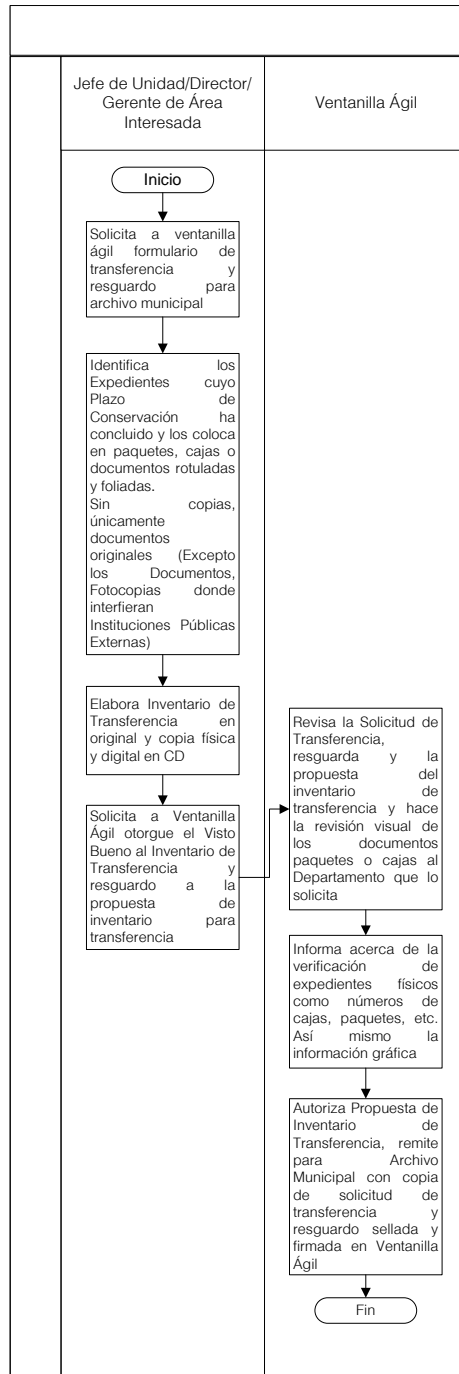 Jefe de Unidad/Director/
Gerente de Área
Interesada
Ventanilla Ágil
Inicio
Solicita a ventanilla
ágil formulario de
transferencia y
resguardo para
archivo municipal
Identifica los
Expedientes cuyo
Plazo de
Conservación ha
concluido y los coloca
en paquetes, cajas o
documentos rotuladas
y foliadas.
Sin copias,
únicamente
documentos
originales (Excepto
los Documentos,
Fotocopias donde
interfieran
Instituciones Públicas
Externas)
Elabora Inventario de
Transferencia en
original y copia física
y digital en CD
Solicita a Ventanilla
Ágil otorgue el Visto
Bueno al Inventario de
Transferencia y
resguardo a la
propuesta de
inventario para
transferencia
Revisa la Solicitud de
Transferencia,
resguarda y la
propuesta del
inventario de
transferencia y hace
la revisión visual de
los documentos
paquetes o cajas al
Departamento que lo
solicita
Informa acerca de la
verificación de
expedientes físicos
como números de
cajas, paquetes, etc.
Así mismo la
información gráfica
Autoriza Propuesta de
Inventario de
Transferencia, remite
para Archivo
Municipal con copia
de solicitud de
transferencia y
resguardo sellada y
firmada en Ventanilla
Ágil
Fin